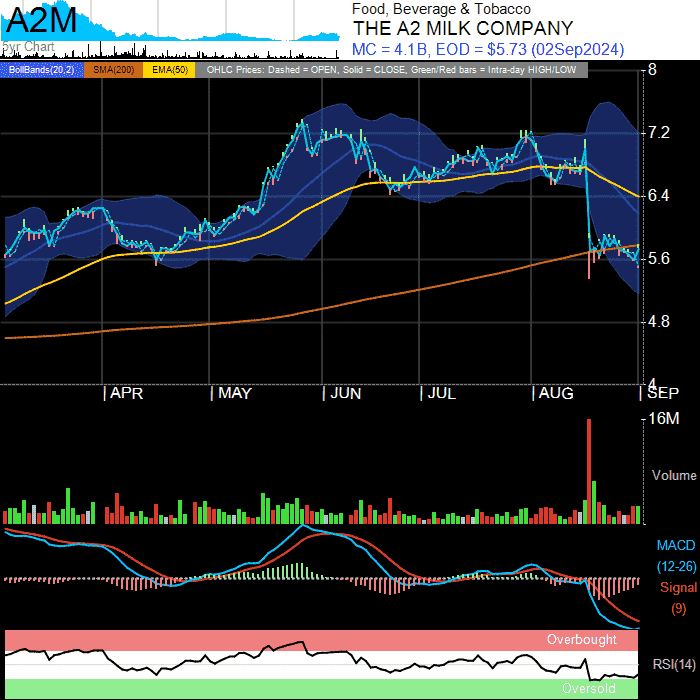 A2M
5yr Chart
Food, Beverage & Tobacco
THE A2 MILK COMPANY
MC = 4.1B, EOD = $5.73 (02Sep2024)
BollBands(20,2) SMA(200) EMA(50) OHLC Prices: Dashed = OPEN, Solid = CLOSE, Green/Red bars = Intra-day HIGH/LOW
8
7.2
6.4
5.6
4.8
4
APR MAY JUN JUL AUG SEP
16M
Volume
MACD
(12-26)
Signal
(9)
Overbought
RSI(14)
Oversold